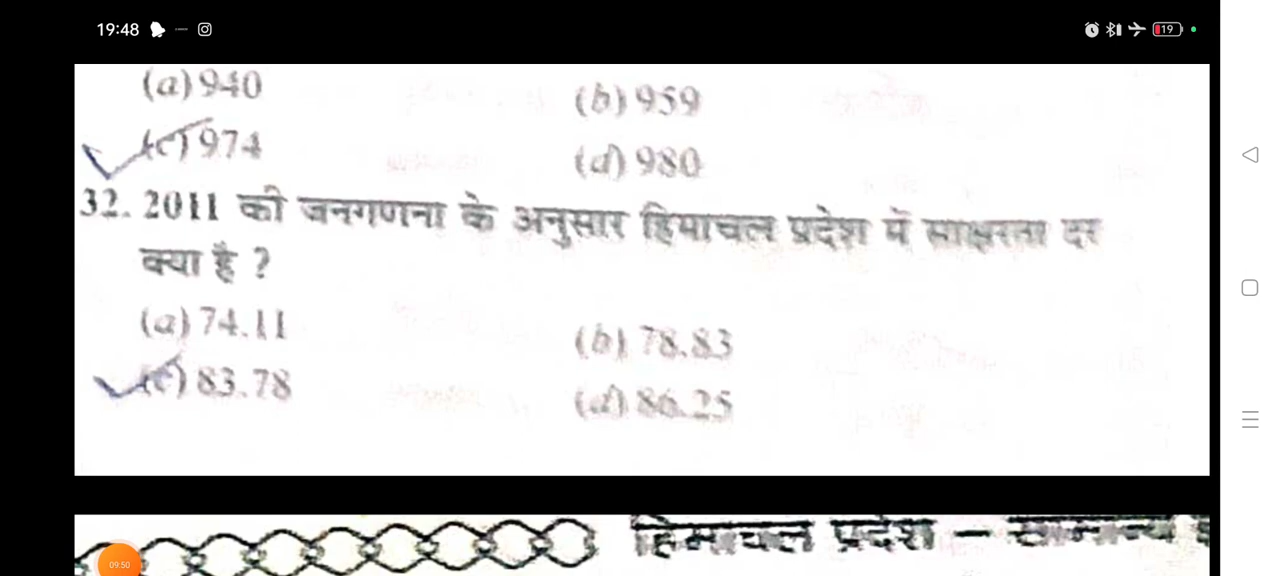 19:48
19
(a) 940
(b) 959
(c) 974
(d) 980
32. 2011 की जनगणना के अनुसार हिमाचल प्रदेश में साक्षरता दर
क्या है ?
(a) 74.11
(b) 78.83
(c) 83.78
(d) 86.25
हिमाचल प्रदेश – सामान्य
09:50